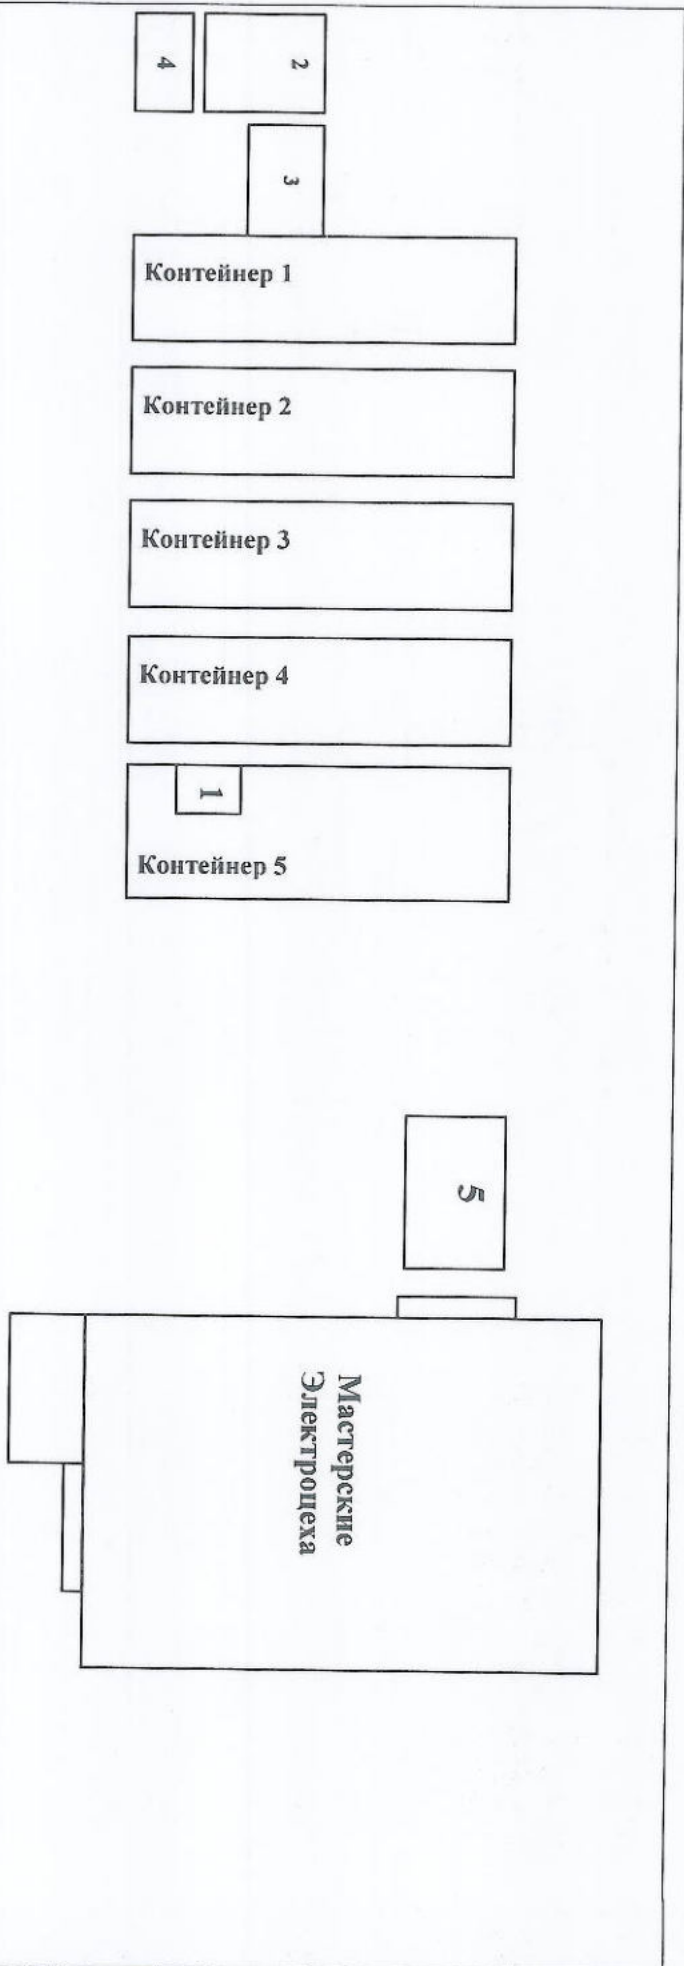 4
2
3
Контейнер 1
Контейнер 2
Контейнер 3
Контейнер 4
1
Контейнер 5
5
Мастерские
Электроцеха